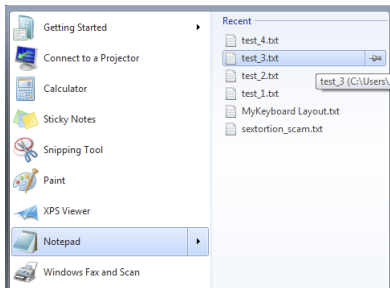 Getting Started
Connect to a Projector
Calculator
Sticky Notes
Snipping Tool
Paint
XPS Viewer
Notepad
Windows Fax and Scan
Recent
test_4.txt
test_3.txt
test_2.txt
test_3 (C:\Users\
test_1.txt
MyKeyboard Layout.txt
sextortion_scam.txt